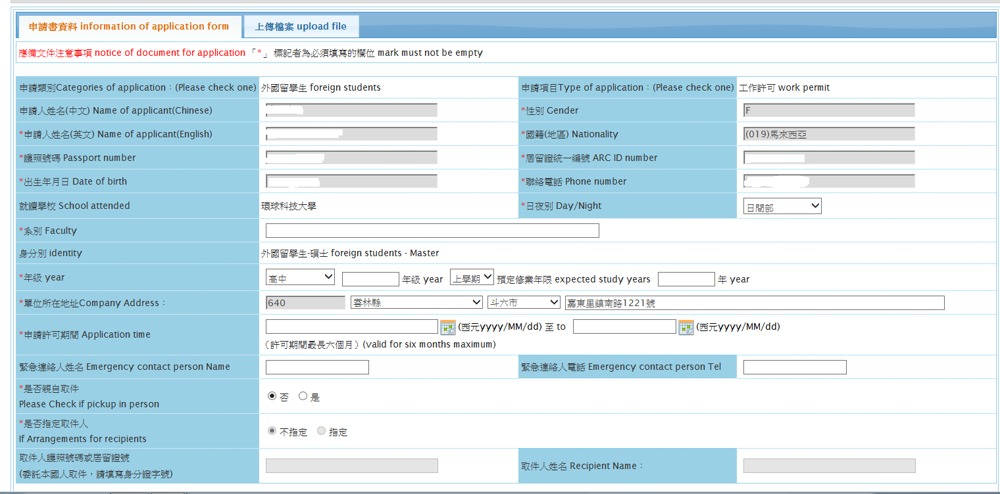 申請書資料 information of application form 上傳檔案 upload file
應備文件注意事項 notice of document for application 「*」 標記者為必須填寫的欄位 mark must not be empty
申請類別Categories of application：(Please check one) 外國留學生 foreign students 申請項目Type of application：(Please check one) 工作許可 work permit
申請人姓名(中文) Name of applicant(Chinese) *性別 Gender F
*申請人姓名(英文) Name of applicant(English) *國籍(地區) Nationality (019)馬來西亞
*護照號碼 Passport number *居留證統一編號 ARC ID number
*出生年月日 Date of birth *聯絡電話 Phone number
就讀學校 School attended 環球科技大學 *日夜別 Day/Night 日間部
*系別 Faculty
身分別 identity 外國留學生-碩士 foreign students - Master
*年級 year 高中 年級 year 上學期 預定修業年限 expected study years 年 year
*單位所在地址Company Address： 640 雲林縣 斗六市 嘉東里鎮南路1221號
*申請許可期間 Application time (西元yyyy/MM/dd) 至 to (西元yyyy/MM/dd)
（許可期間最長六個月）(valid for six months maximum)
緊急連絡人姓名 Emergency contact person Name 緊急連絡人電話 Emergency contact person Tel
*是否親自取件
Please Check if pickup in person 否 是
*是否指定取件人
If Arrangements for recipients 不指定 指定
取件人護照號碼或居留證號
(委託本國人取件，請填寫身分證字號) 取件人姓名 Recipient Name：